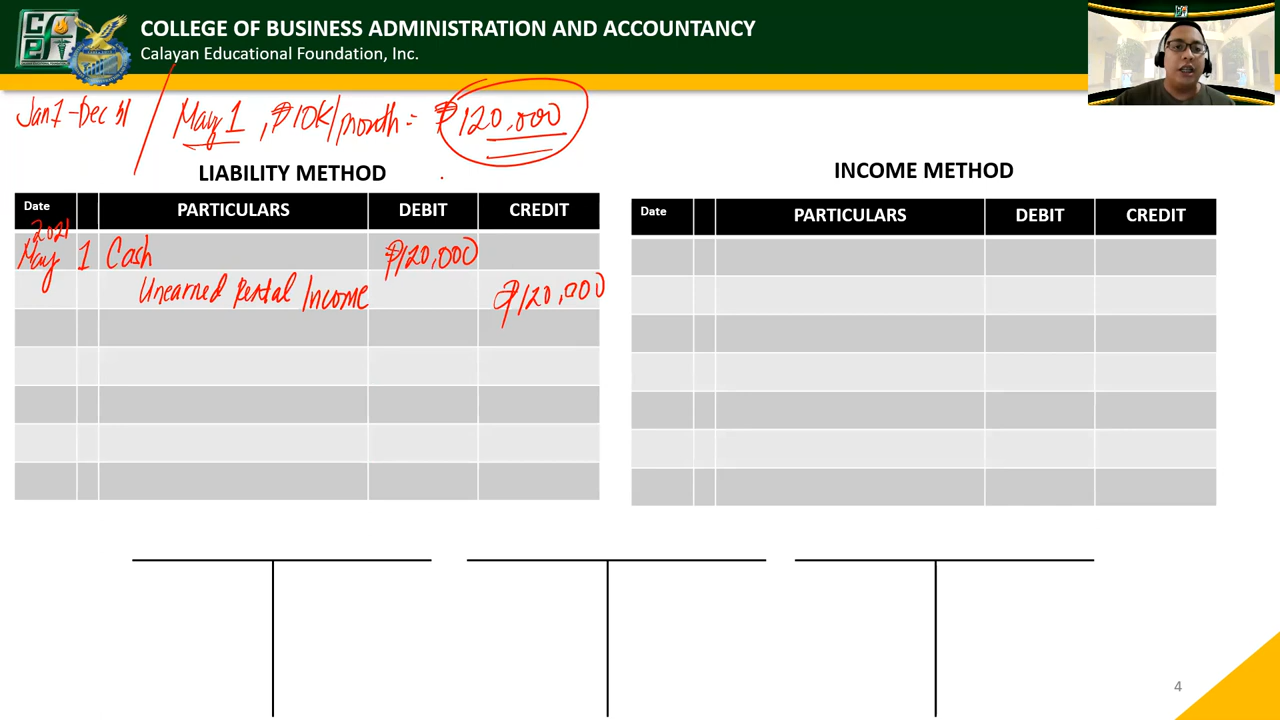 COLLEGE OF BUSINESS ADMINISTRATION AND ACCOUNTANCY
Calayan Educational Foundation, Inc.
Jan 1 - Dec 31 / May 1, ₱10K/month = ₱120,000
LIABILITY METHOD
Date PARTICULARS DEBIT CREDIT
2021
May 1 Cash ₱120,000
Unearned Rental Income ₱120,000
INCOME METHOD
Date PARTICULARS DEBIT CREDIT
4